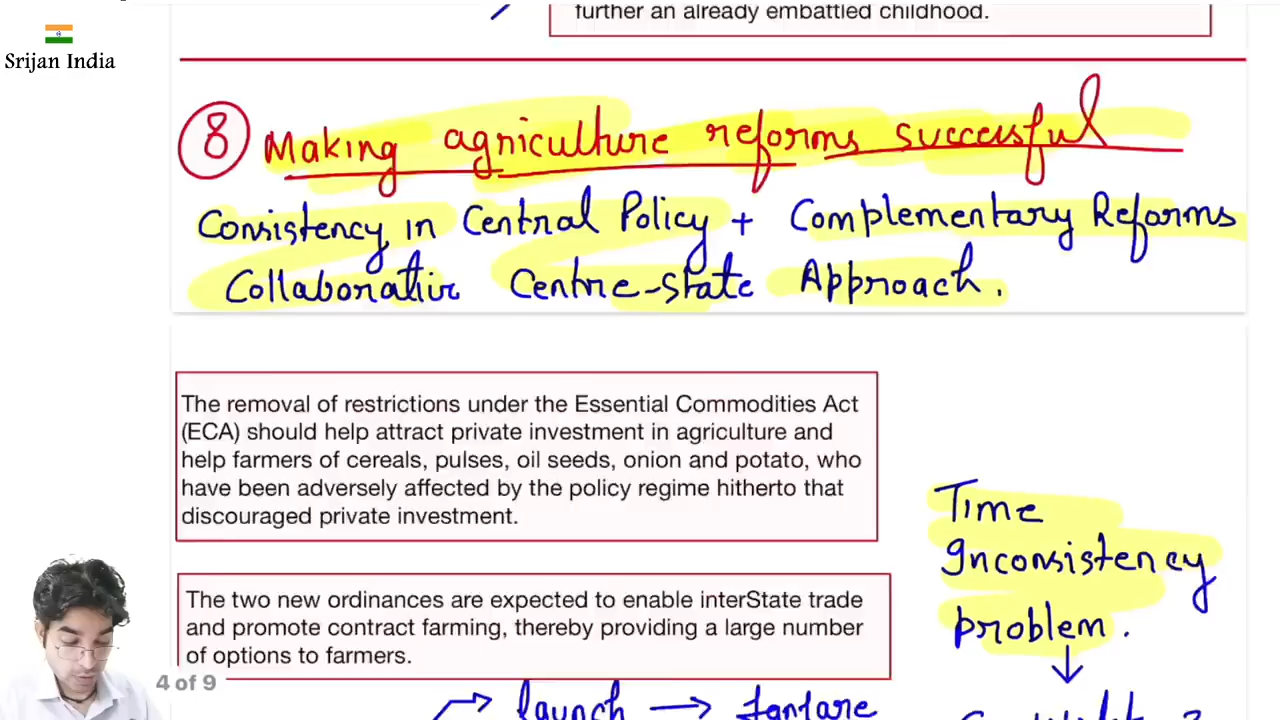 further an already embattled childhood.
Srijan India
8 Making agriculture reforms successful
Consistency in Central Policy + Complementary Reforms
Collaborative Centre-state Approach.
The removal of restrictions under the Essential Commodities Act
(ECA) should help attract private investment in agriculture and
help farmers of cereals, pulses, oil seeds, onion and potato, who
have been adversely affected by the policy regime hitherto that
discouraged private investment.
Time
Inconsistency
problem.
The two new ordinances are expected to enable interState trade
and promote contract farming, thereby providing a large number
of options to farmers.
4 of 9
launch → fanfare